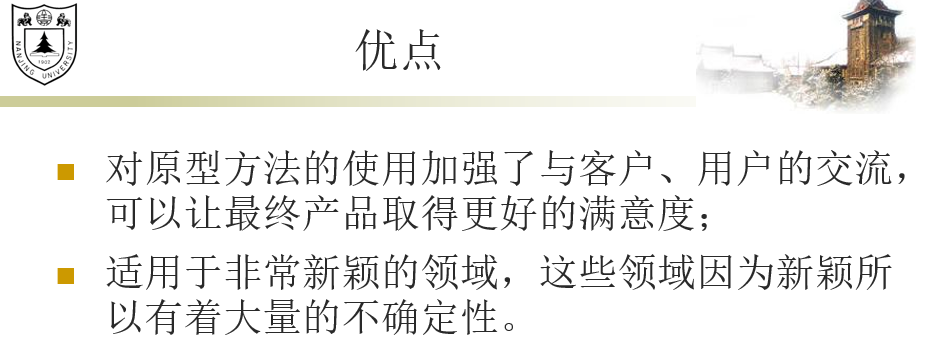 优点
NANJING UNIVERSITY
1902
对原型方法的使用加强了与客户、用户的交流，
可以让最终产品取得更好的满意度；
适用于非常新颖的领域，这些领域因为新颖所
以有着大量的不确定性。